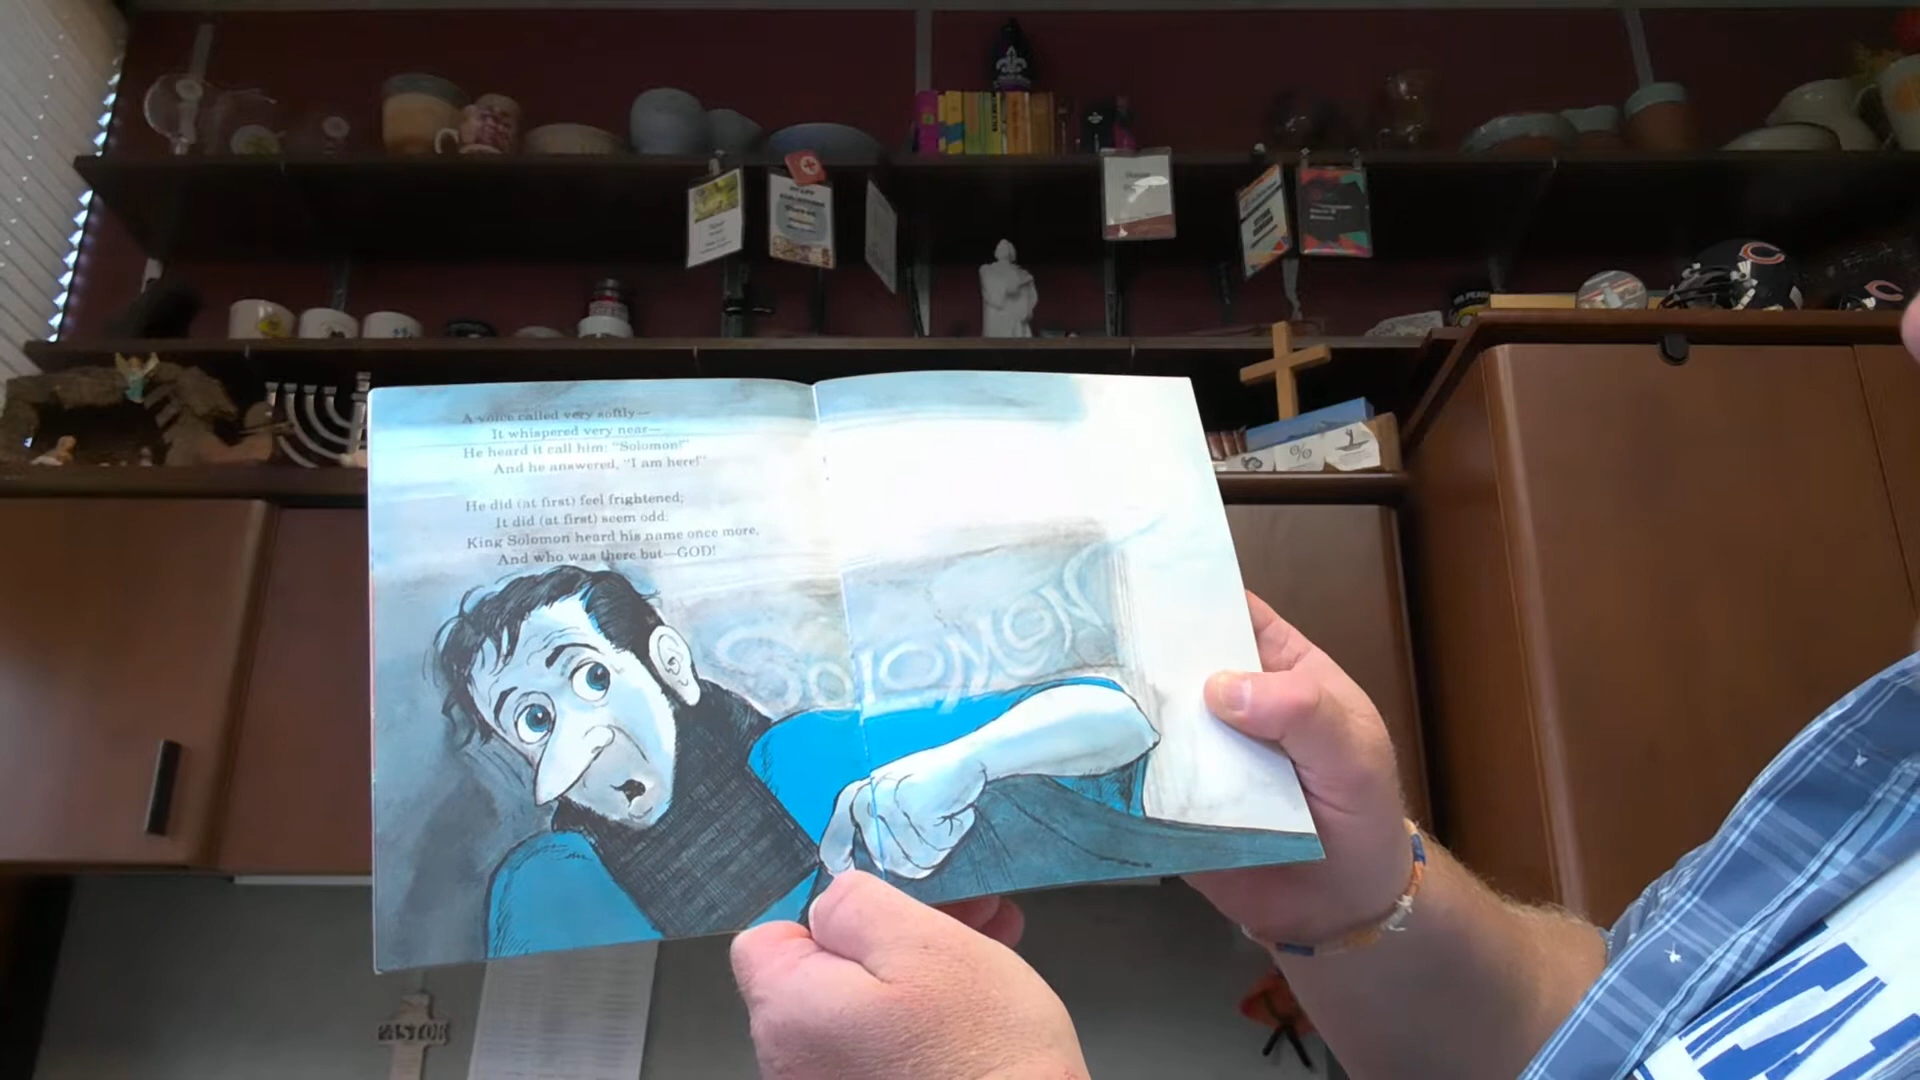 A voice called very softly—
It whispered very near—
He heard it call him: "Solomon!"
And he answered, "I am here!"
He did (at first) feel frightened;
It did (at first) seem odd;
King Solomon heard his name once more,
And who was there but—GOD!
SOLOMON
PASTOR
%